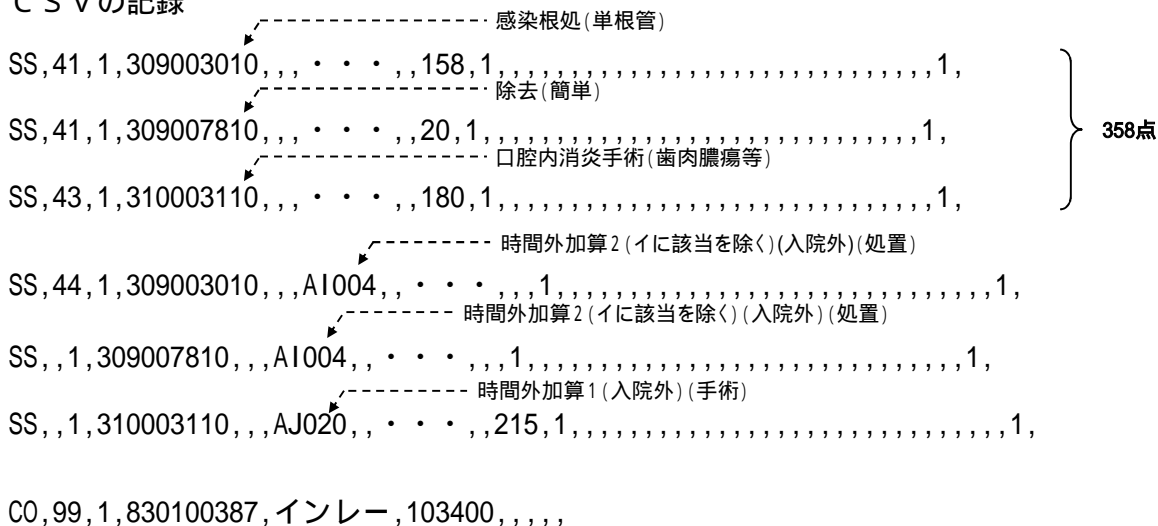 ＣＳＶの記録
感染根処(単根管)
SS,41,1,309003010,,,・・・,,158,1,,,,,,,,,,,,,,,,,,,,,,,,,,,1,
除去(簡単)
SS,41,1,309007810,,,・・・,,20,1,,,,,,,,,,,,,,,,,,,,,,,,,,,1,
口腔内消炎手術(歯肉膿瘍等)
SS,43,1,310003110,,,・・・,,180,1,,,,,,,,,,,,,,,,,,,,,,,,,,,1,
358点
時間外加算2(イに該当を除く)(入院外)(処置)
SS,44,1,309003010,,,AI004,,・・・,,,1,,,,,,,,,,,,,,,,,,,,,,,,,,,1,
時間外加算2(イに該当を除く)(入院外)(処置)
SS,,1,309007810,,,AI004,,・・・,,,1,,,,,,,,,,,,,,,,,,,,,,,,,,,1,
時間外加算1(入院外)(手術)
SS,,1,310003110,,,AJ020,,・・・,,215,1,,,,,,,,,,,,,,,,,,,,,,,,,,,1,
CO,99,1,830100387,インレー,103400,,,,,